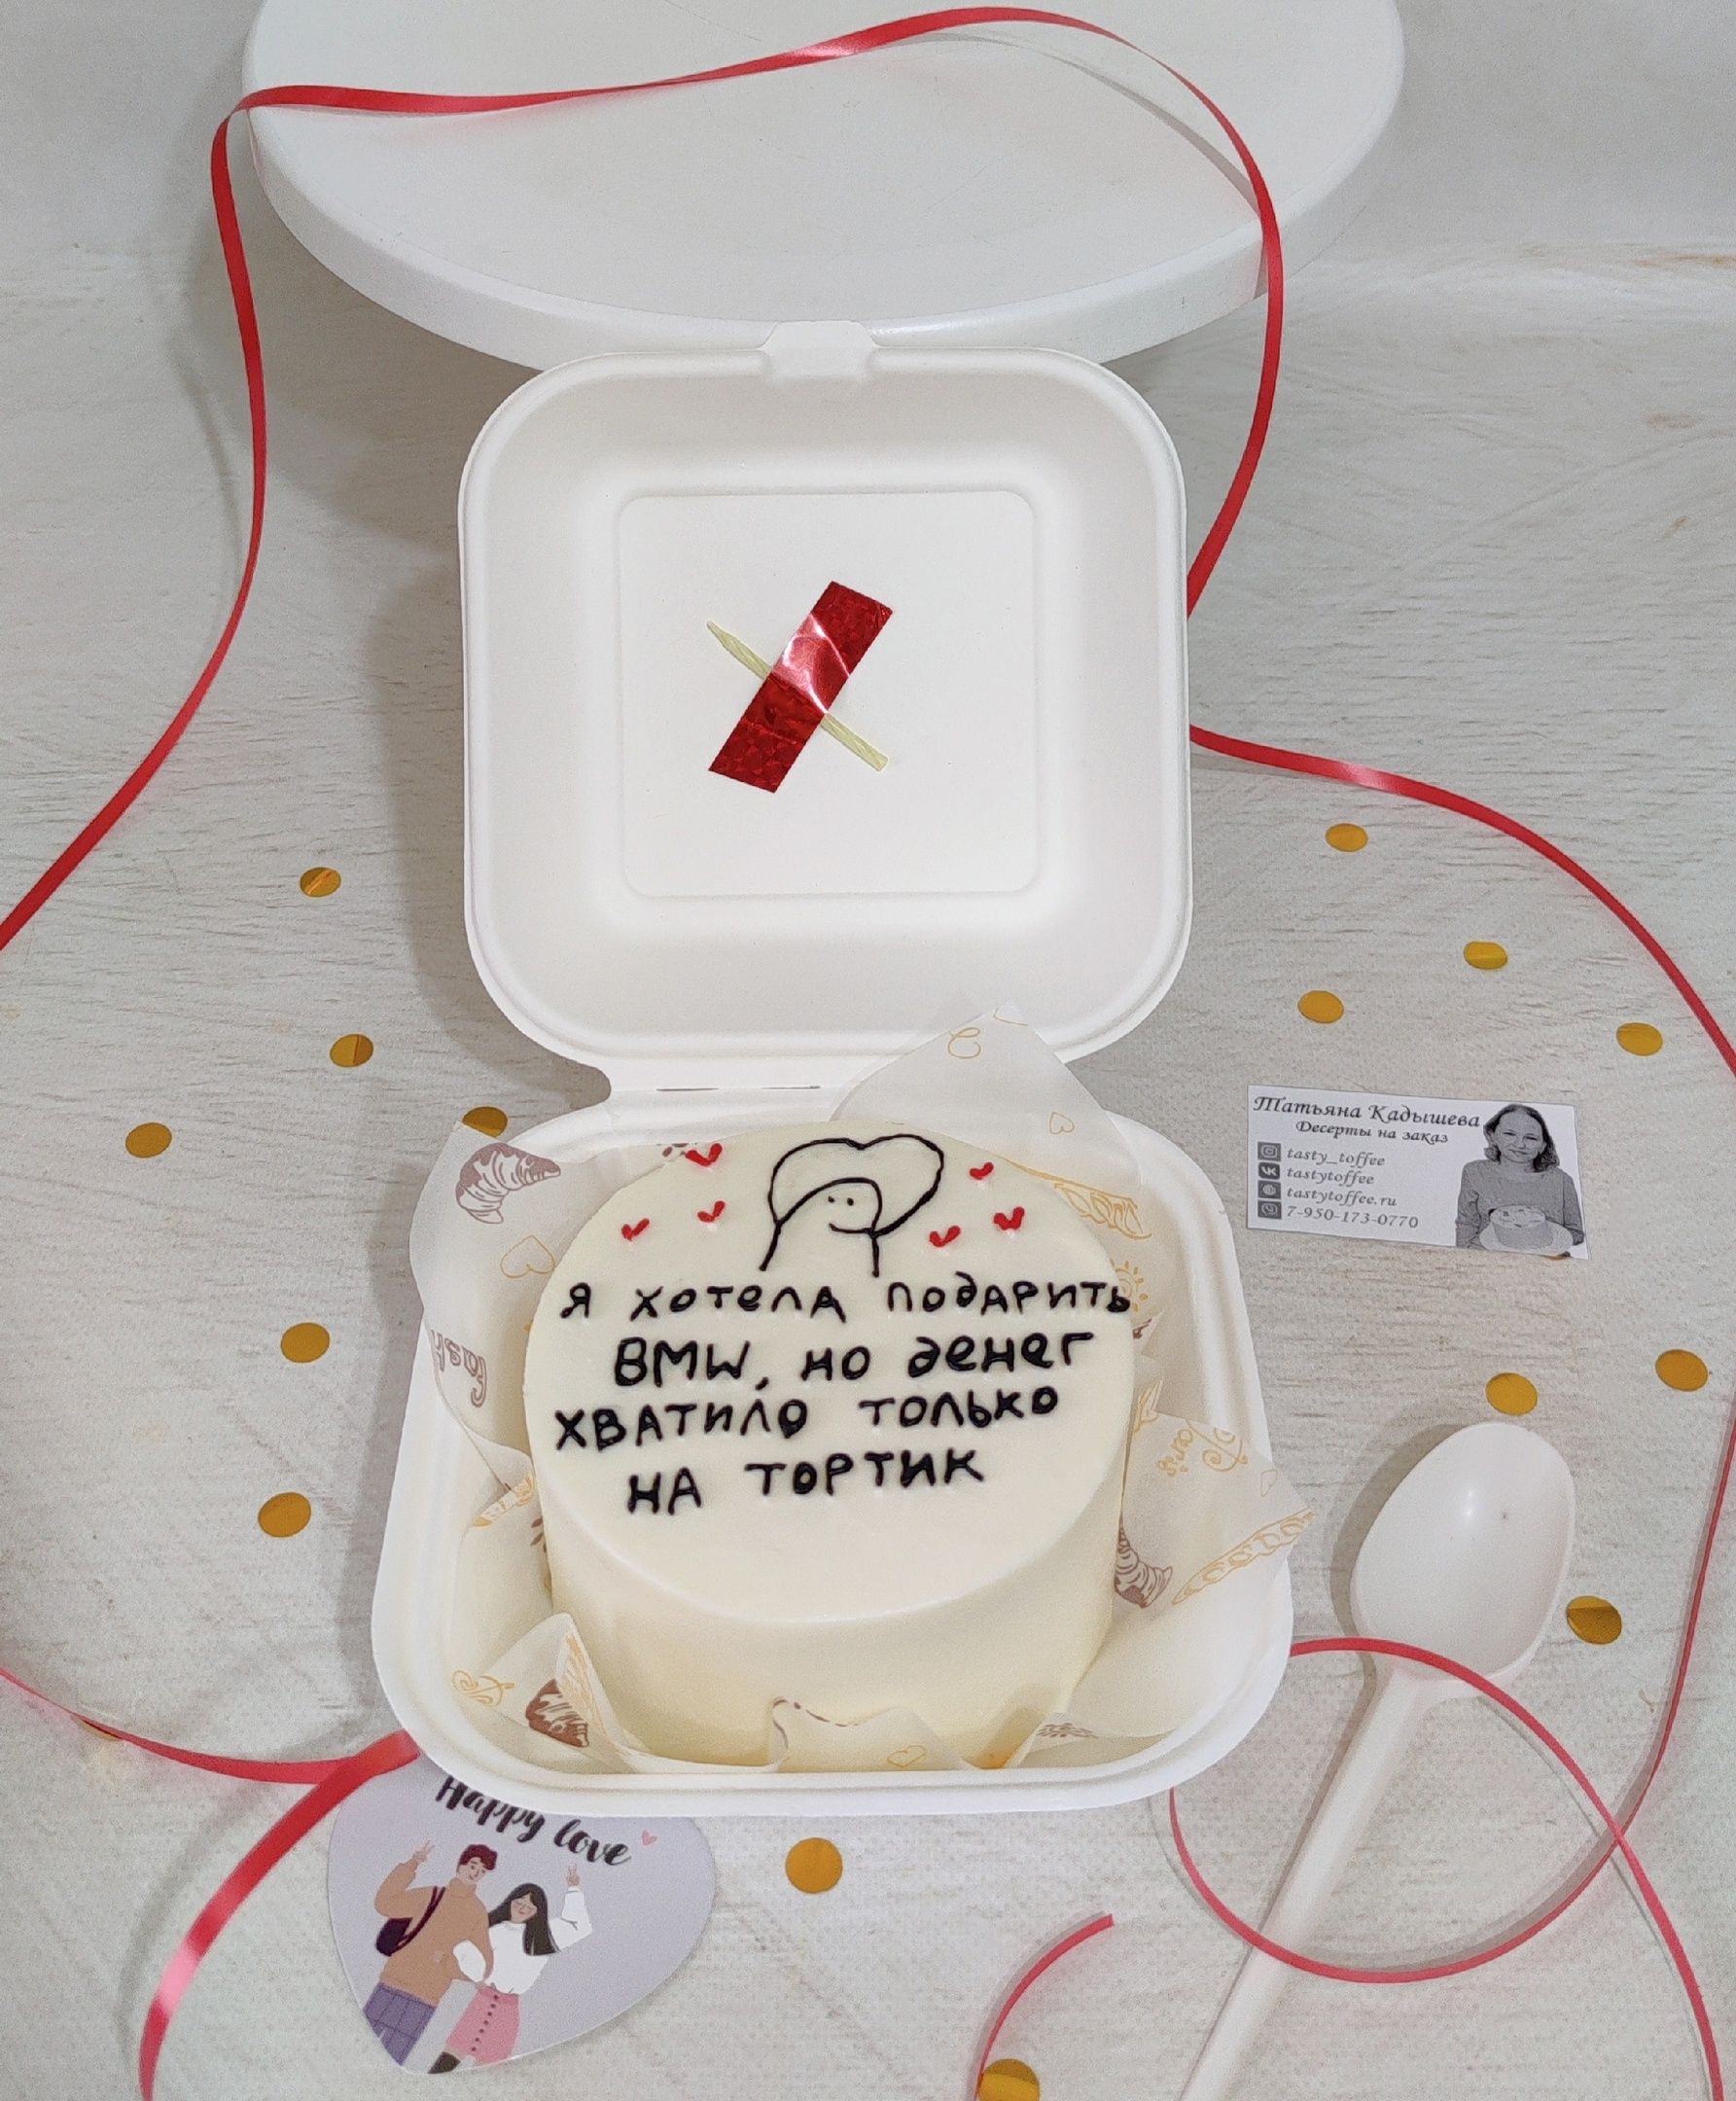 Татьяна Кадышева
Десерты на заказ
tasty_toffee
tastytoffee
tastytoffee.ru
7-950-173-0770
Я ХОТЕЛА ПОДАРИТЬ
BMW, НО ДЕНЕГ
ХВАТИЛО ТОЛЬКО
НА ТОРТИК
Happy love